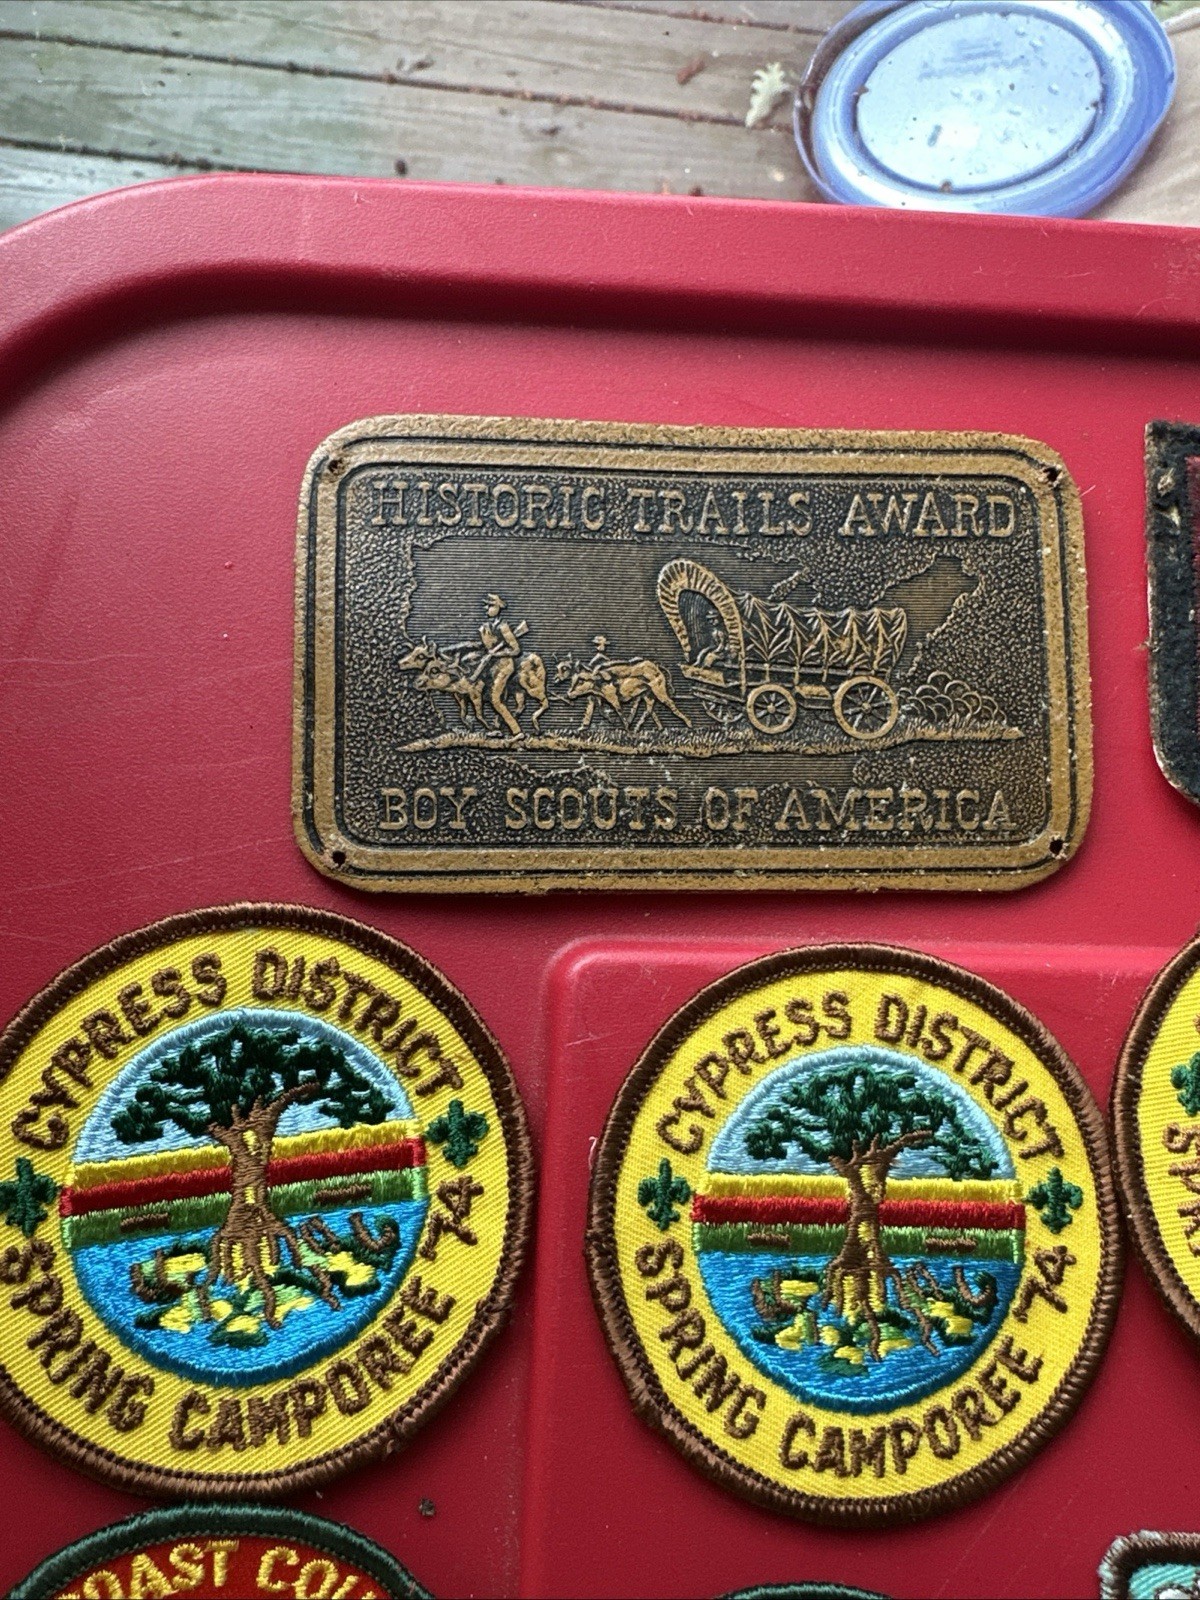 HISTORIC TRAILS AWARD
BOY SCOUTS OF AMERICA
CYPRESS DISTRICT
SPRING CAMPOREE '74
CYPRESS DISTRICT
SPRING CAMPOREE '74